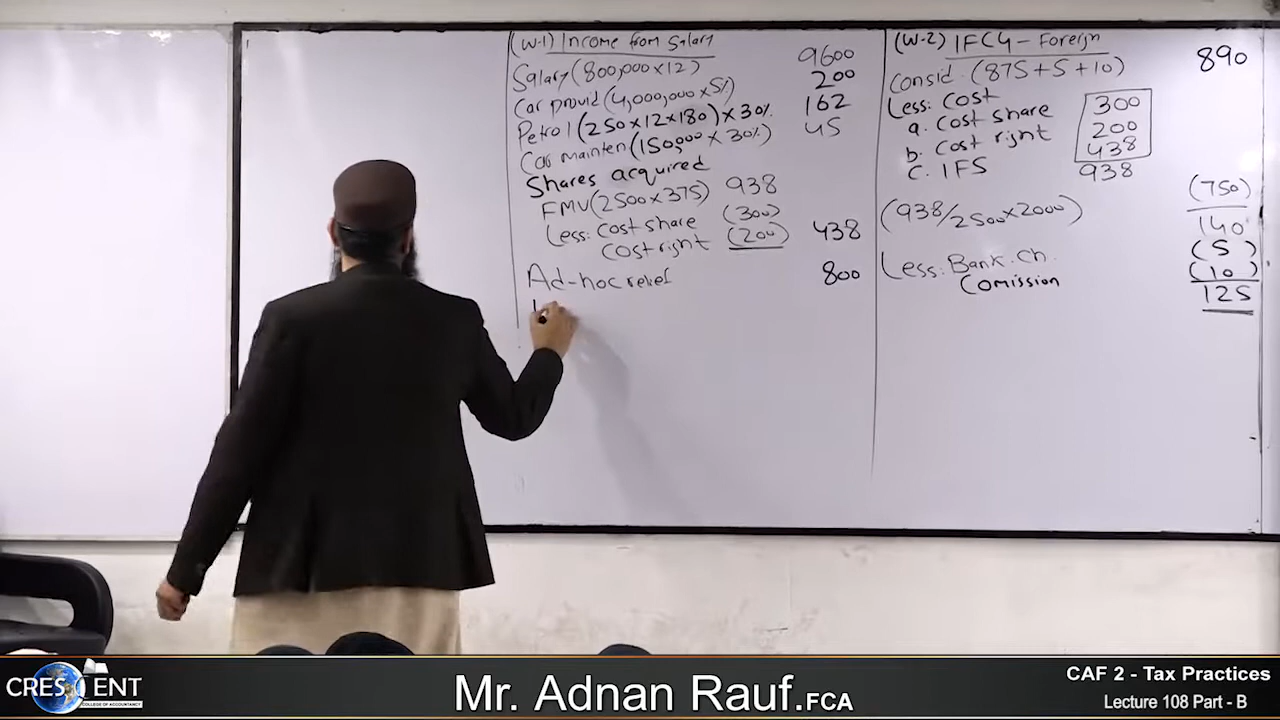 (W-1) Income from Salary
Salary (800,000 x 12) 9600
Car provid (4,000,000 x 5%) 200
Petrol (250 x 12 x 180) x 30% 162
Car mainten (150,000 x 30%) 45
Shares acquired
FMV (2500 x 375) 938
Less: Cost share (300)
Cost right (200) 438
Ad-hoc relief 800
(W-2) IFCG - Foreign
Consid. (875 + 5 + 10) 890
Less: Cost
a. Cost share 300
b. Cost right 200
c. IFS 438
938
(938/2500 x 2000) (750)
140
Less: Bank. Ch. (5)
Comission (10)
125
CRESCENT
COLLEGE OF ACCOUNTANCY
Mr. Adnan Rauf.FCA
CAF 2 - Tax Practices
Lecture 108 Part - B